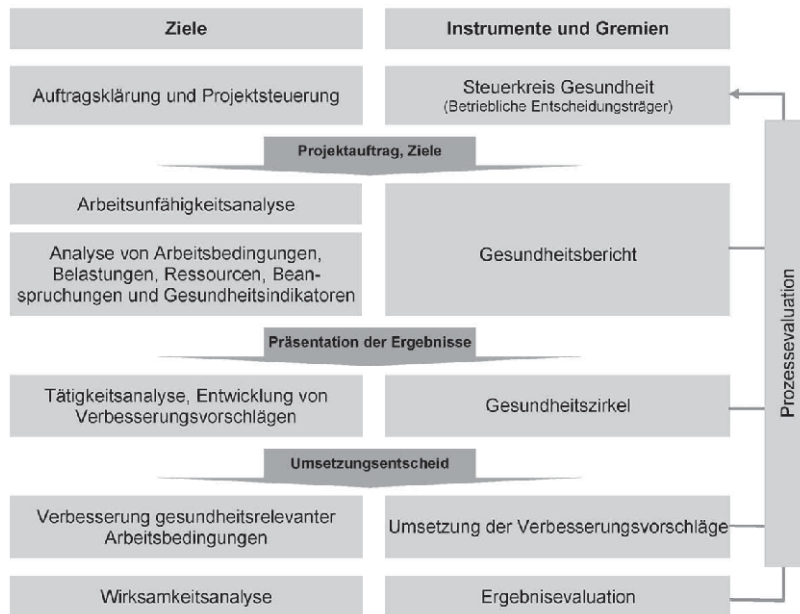 Ziele
Instrumente und Gremien
Auftragsklärung und Projektsteuerung
Steuerkreis Gesundheit
(Betriebliche Entscheidungsträger)
Projektauftrag, Ziele
Arbeitsunfähigkeitsanalyse
Analyse von Arbeitsbedingungen,
Belastungen, Ressourcen, Bean-
spruchungen und Gesundheitsindikatoren
Gesundheitsbericht
Präsentation der Ergebnisse
Tätigkeitsanalyse, Entwicklung von
Verbesserungsvorschlägen
Gesundheitszirkel
Umsetzungsentscheid
Verbesserung gesundheitsrelevanter
Arbeitsbedingungen
Umsetzung der Verbesserungsvorschläge
Wirksamkeitsanalyse
Ergebnisevaluation
Prozessevaluation